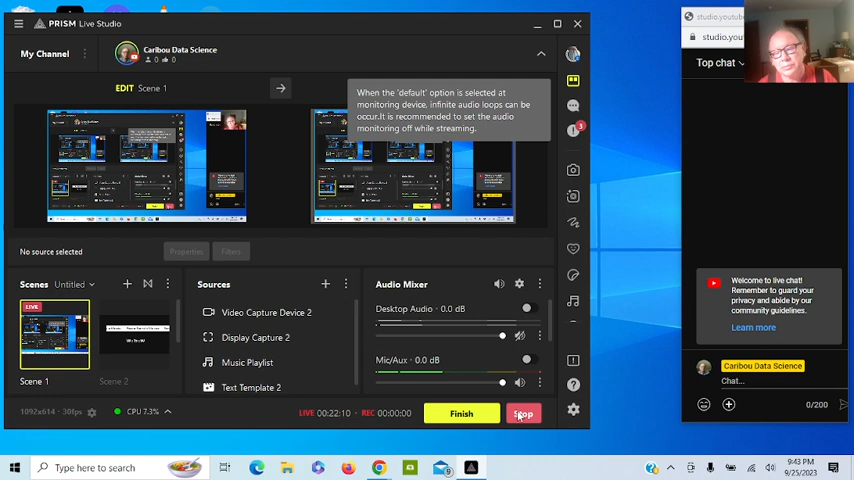 PRISM Live Studio
My Channel
Caribou Data Science
0 0
EDIT Scene 1
When the 'default' option is selected at
monitoring device, infinite audio loops can be
occur.It is recommended to set the audio
monitoring off while streaming.
3
No source selected
Properties
Filters
Scenes Untitled
Sources
Audio Mixer
LIVE
Scene 1
Scene 2
Video Capture Device 2
Display Capture 2
Music Playlist
Text Template 2
Desktop Audio • 0.0 dB
Mic/Aux • 0.0 dB
1092x614 • 30fps
CPU 7.3%
LIVE 00:22:10 • REC 00:00:00
Finish
Stop
studio.youtube
studio.you
Top chat
Welcome to live chat!
Remember to guard your
privacy and abide by our
community guidelines.
Learn more
Caribou Data Science
Chat...
0/200
Type here to search
9
9:43 PM
9/25/2023